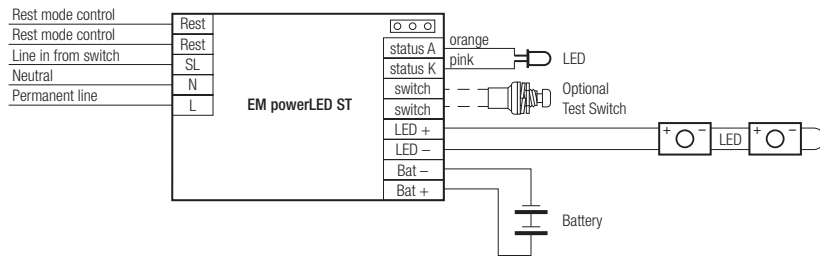 Rest mode control
Rest mode control
Line in from switch
Neutral
Permanent line
Rest
Rest
SL
N
L
EM powerLED ST
status A
status K
switch
switch
LED +
LED –
Bat –
Bat +
orange
pink
LED
Optional
Test Switch
+ –
LED
+ –
Battery